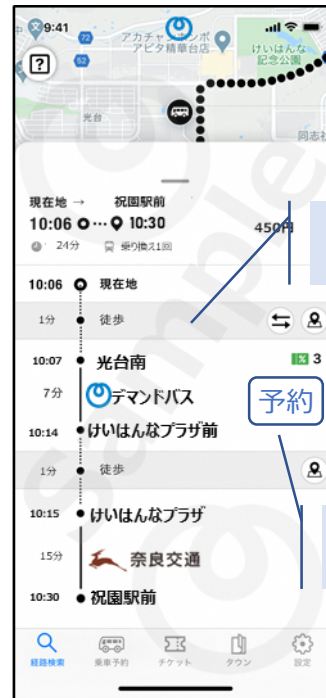 9:41
アカチャンホンポ
アピタ精華台店
けいはんな
記念公園
72
52
?
光台
同志社
現在地 → 祝園駅前
10:06 10:30 450円
24分 乗り換え1回
10:06 現在地
1分 徒歩
10:07 光台南 3
7分 デマンドバス
予約
10:14 けいはんなプラザ前
1分 徒歩
10:15 けいはんなプラザ
15分 奈良交通
10:30 祝園駅前
経路検索 乗車予約 チケット タウン 設定
sample